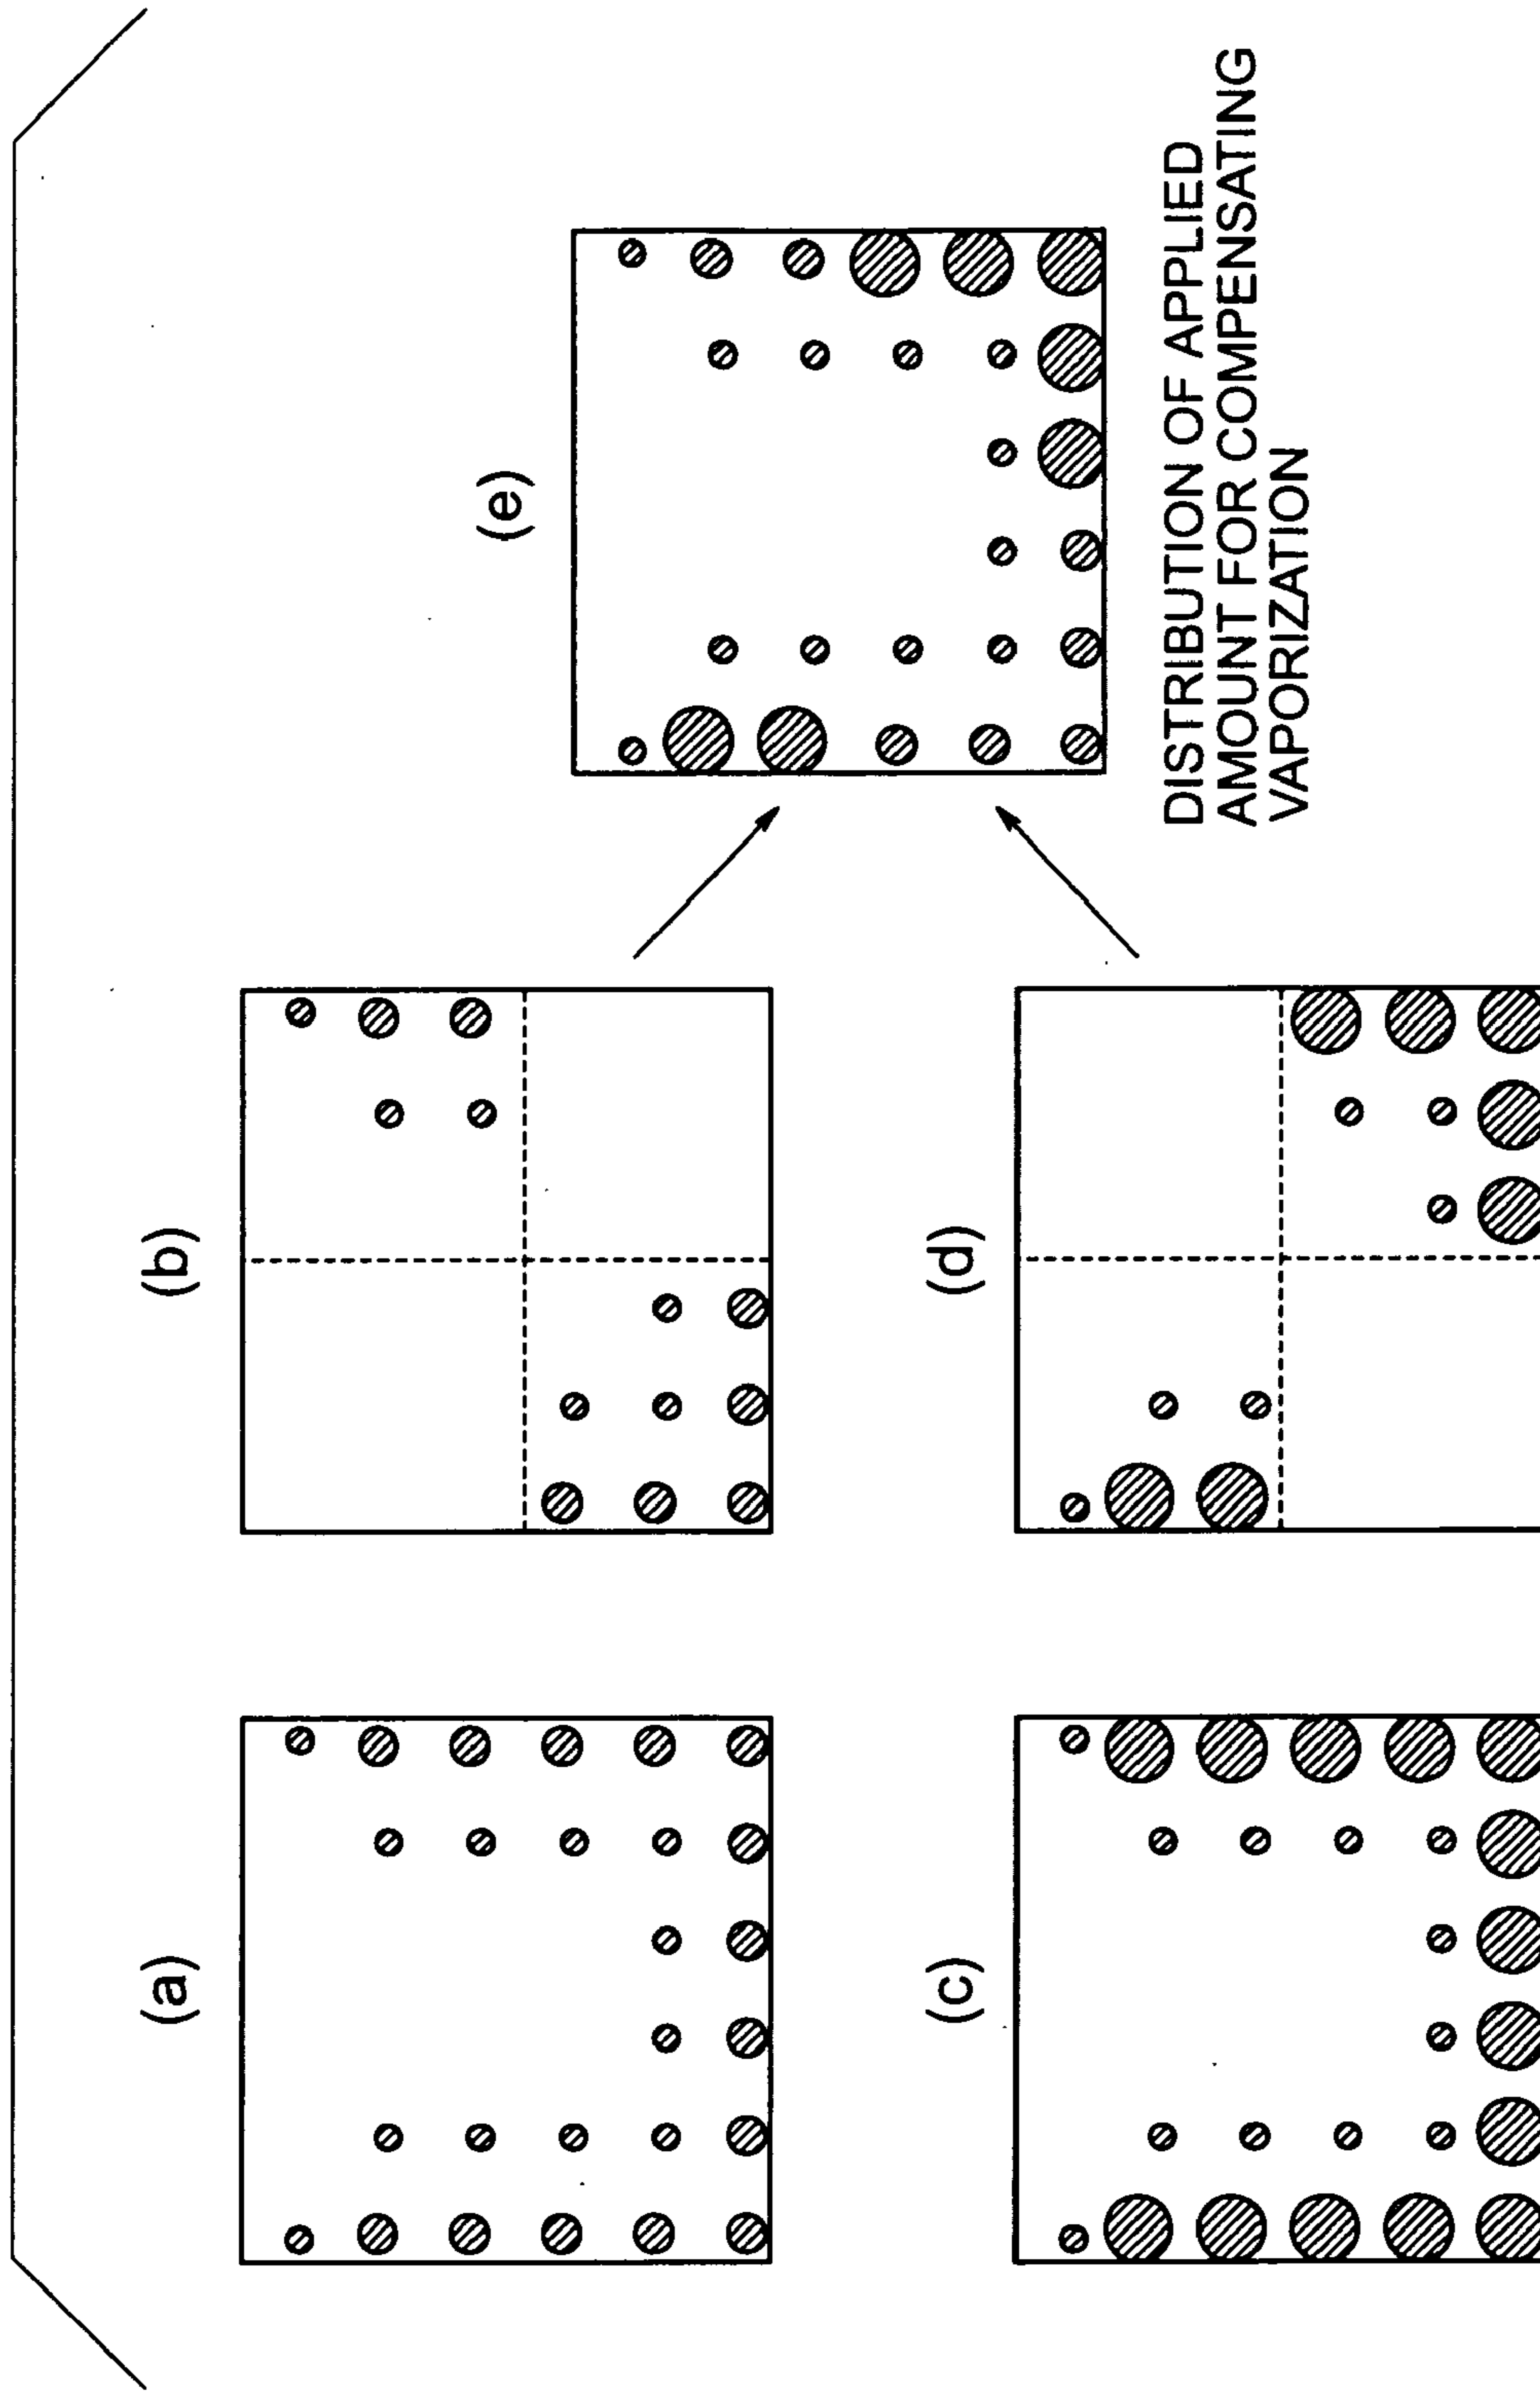 (a)
(b)
(c)
(d)
(e)
DISTRIBUTION OF APPLIED
AMOUNT FOR COMPENSATING
VAPORIZATION